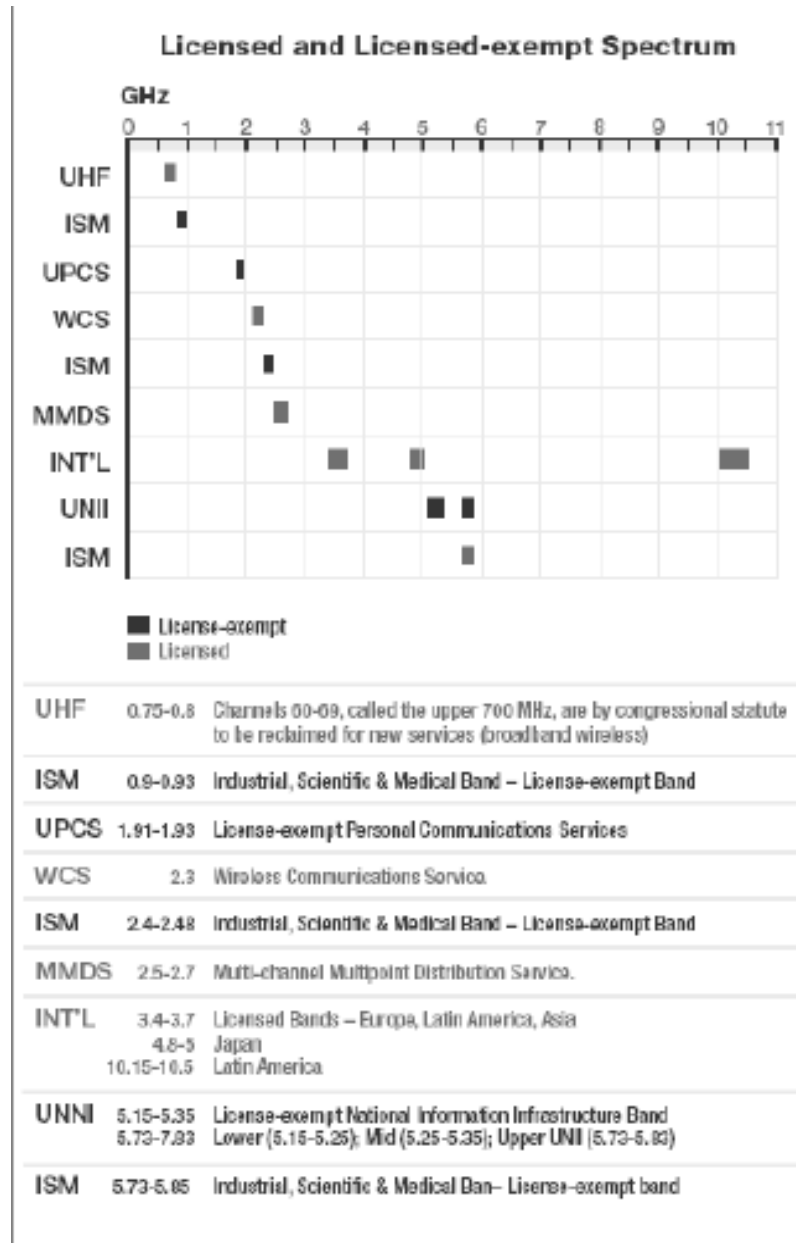 Licensed and Licensed-exempt Spectrum
GHz
0 1 2 3 4 5 6 7 8 9 10 11
UHF
ISM
UPCS
WCS
ISM
MMDS
INT'L
UNII
ISM
License-exempt
Licensed
UHF 0.75-0.8 Channels 60-69, called the upper 700 MHz, are by congressional statute
to be reclaimed for new services (broadband wireless)
ISM 0.9-0.93 Industrial, Scientific & Medical Band – License-exempt Band
UPCS 1.91-1.93 License-exempt Personal Communications Services
WCS 2.3 Wireless Communications Service.
ISM 2.4-2.48 Industrial, Scientific & Medical Band – License-exempt Band
MMDS 2.5-2.7 Multi-channel Multipoint Distribution Service.
INT'L 3.4-3.7 Licensed Bands – Europe, Latin America, Asia
4.8-5 Japan
10.15-10.5 Latin America
UNNI 5.15-5.35 License-exempt National Information Infrastructure Band
5.73-7.83 Lower (5.15-5.25); Mid (5.25-5.35); Upper UNII (5.73-5.83)
ISM 5.73-5.85 Industrial, Scientific & Medical Ban– License-exempt band